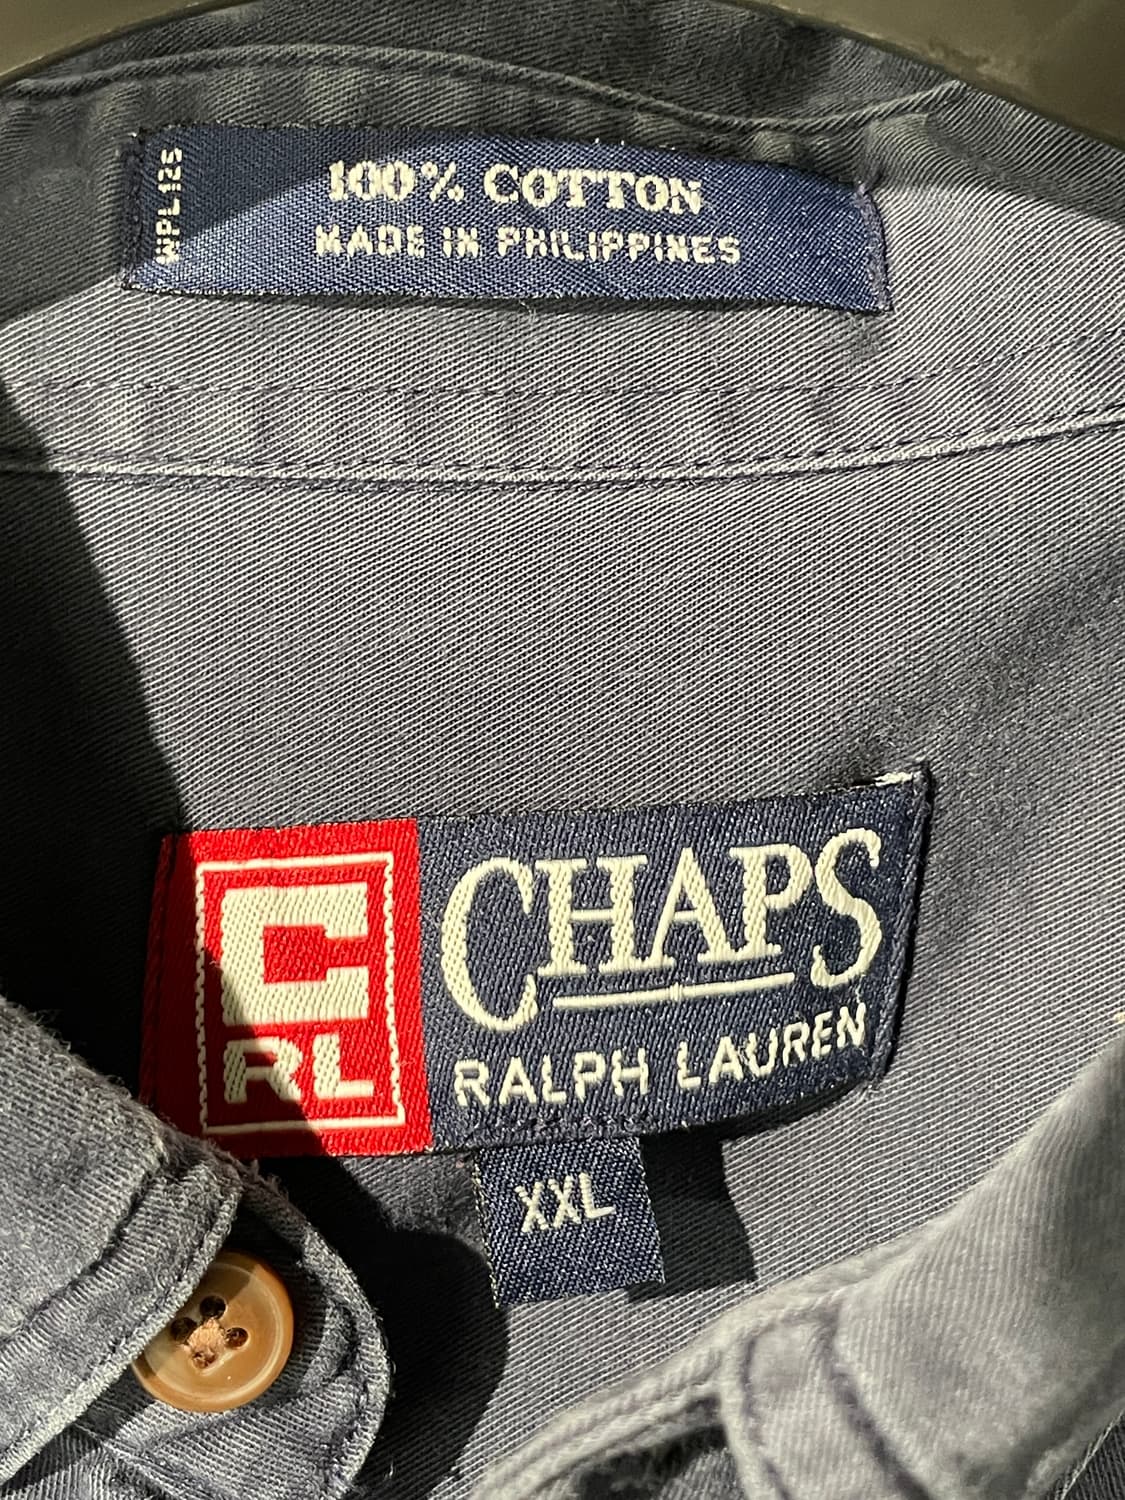 WPL125
100% COTTON
MADE IN PHILIPPINES
C
RL
CHAPS
RALPH LAUREN
XXL